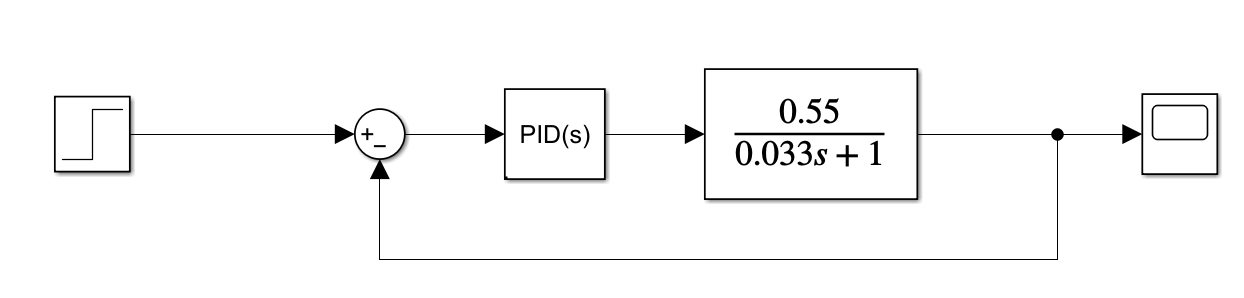 +
−
PID(s)
0.55
0.033s + 1